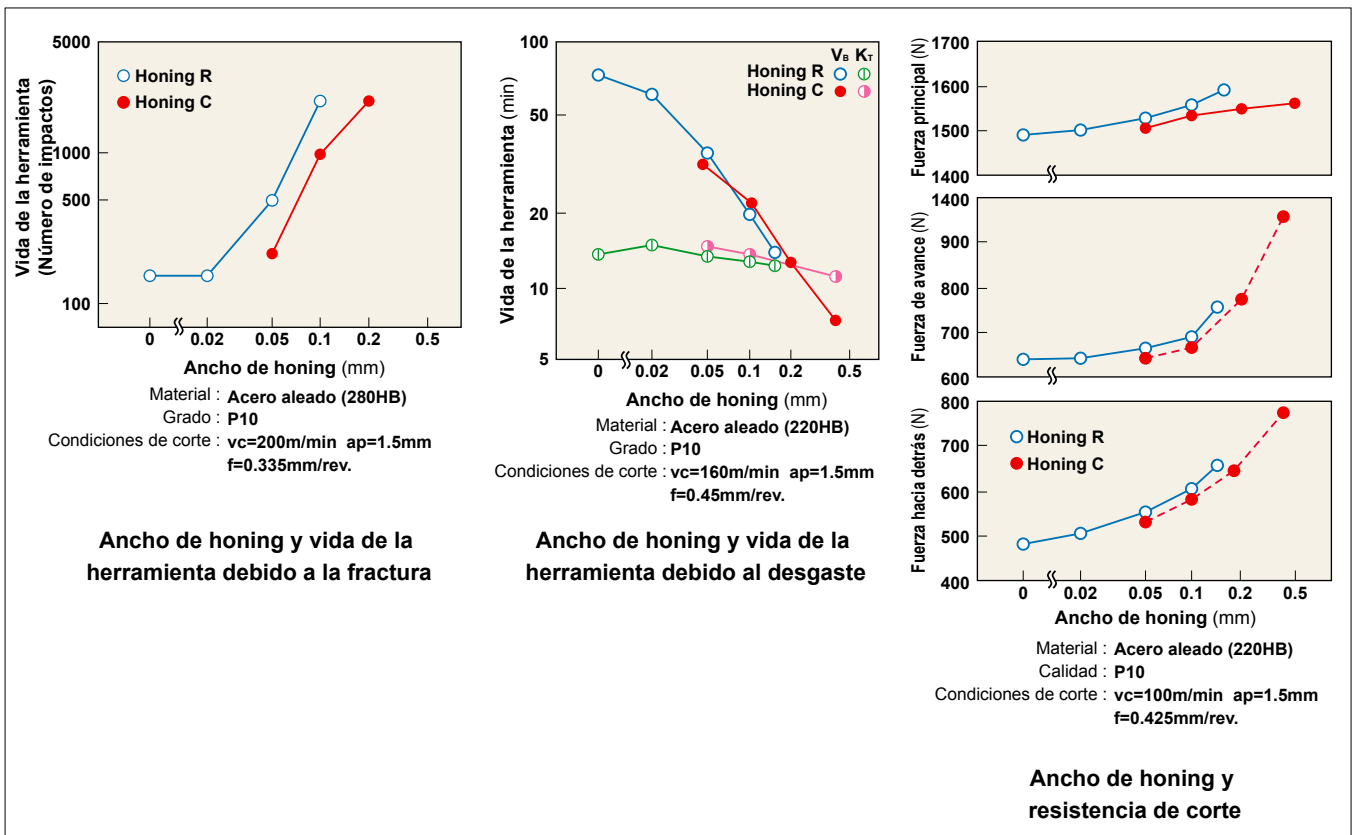 5000
1000
500
100
Vida de la herramienta
(Número de impactos)
Honing R
Honing C
0 0.02 0.05 0.1 0.2 0.5
Ancho de honing (mm)
Material : Acero aleado (280HB)
Grado : P10
Condiciones de corte : vc=200m/min ap=1.5mm
f=0.335mm/rev.
Ancho de honing y vida de la
herramienta debido a la fractura
100
50
20
10
5
Vida de la herramienta (min)
VB KT
Honing R
Honing C
0 0.02 0.05 0.1 0.2 0.5
Ancho de honing (mm)
Material : Acero aleado (220HB)
Grado : P10
Condiciones de corte : vc=160m/min ap=1.5mm
f=0.45mm/rev.
Ancho de honing y vida de la
herramienta debido al desgaste
Fuerza principal (N)
1700
1600
1500
1400
Fuerza de avance (N)
1400
900
800
700
600
Fuerza hacia detrás (N)
800
700
600
500
400
Honing R
Honing C
0 0.02 0.05 0.1 0.2 0.5
Ancho de honing (mm)
Material : Acero aleado (220HB)
Calidad : P10
Condiciones de corte : vc=100m/min ap=1.5mm
f=0.425mm/rev.
Ancho de honing y
resistencia de corte